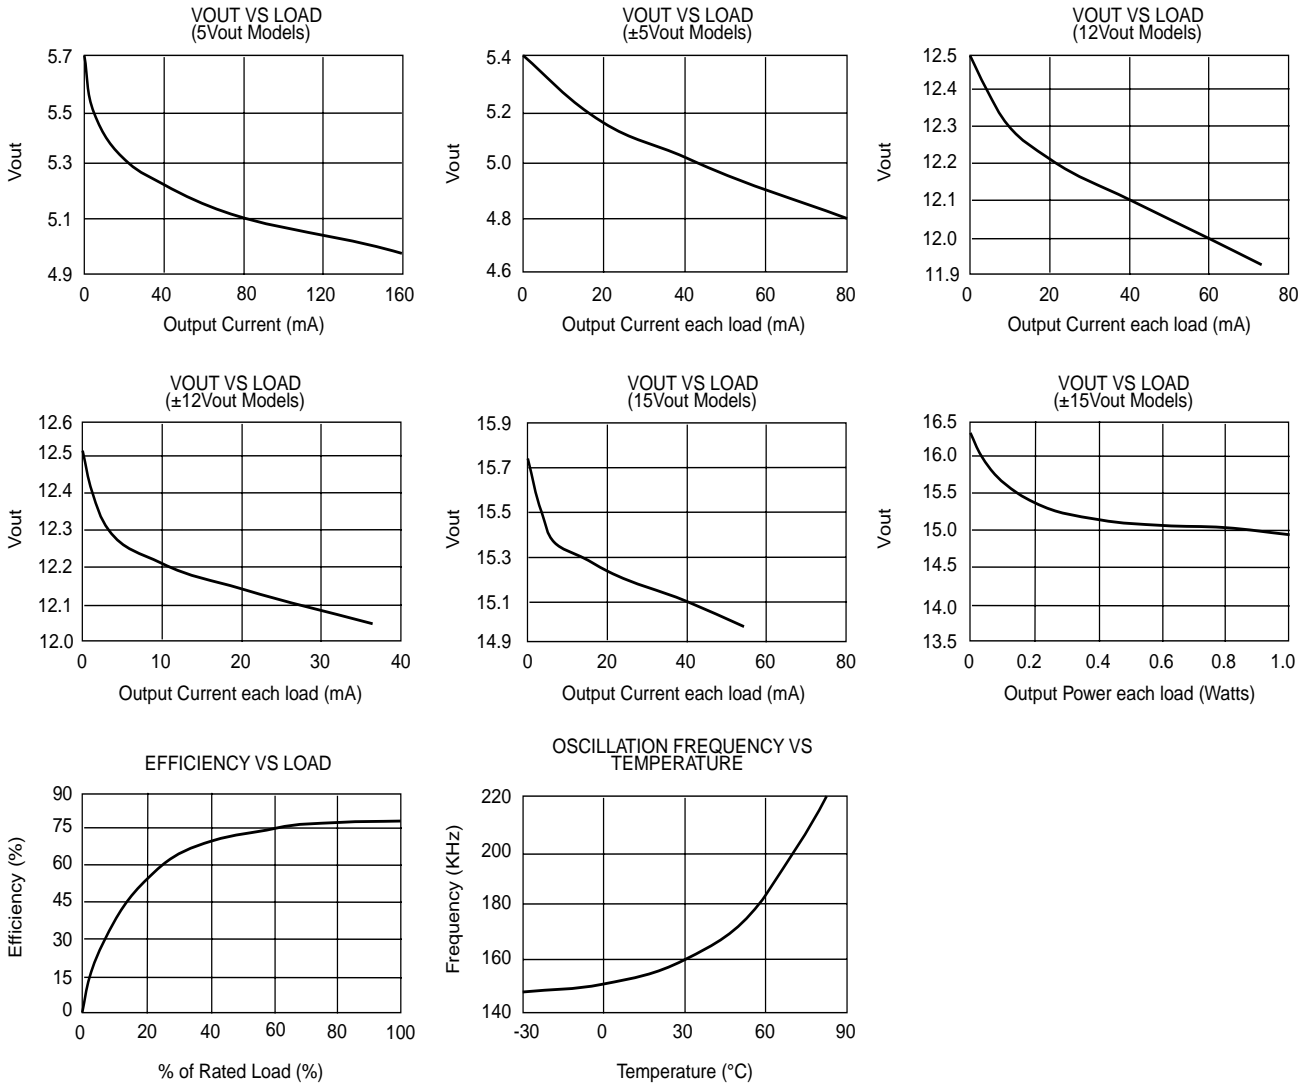 VOUT VS LOAD
(5Vout Models)
5.7
5.5
5.3
5.1
4.9
Vout
0 40 80 120 160
Output Current (mA)
VOUT VS LOAD
(±5Vout Models)
5.4
5.2
5.0
4.8
4.6
Vout
0 20 40 60 80
Output Current each load (mA)
VOUT VS LOAD
(12Vout Models)
12.5
12.4
12.3
12.2
12.1
12.0
11.9
Vout
0 20 40 60 80
Output Current each load (mA)
VOUT VS LOAD
(±12Vout Models)
12.6
12.5
12.4
12.3
12.2
12.1
12.0
Vout
0 10 20 30 40
Output Current each load (mA)
VOUT VS LOAD
(15Vout Models)
15.9
15.7
15.5
15.3
15.1
14.9
Vout
0 20 40 60 80
Output Current each load (mA)
VOUT VS LOAD
(±15Vout Models)
16.5
16.0
15.5
15.0
14.5
14.0
13.5
Vout
0 0.2 0.4 0.6 0.8 1.0
Output Power each load (Watts)
EFFICIENCY VS LOAD
90
75
60
45
30
15
0
Efficiency (%)
0 20 40 60 80 100
% of Rated Load (%)
OSCILLATION FREQUENCY VS
TEMPERATURE
220
200
180
160
140
Frequency (KHz)
-30 0 30 60 90
Temperature (°C)